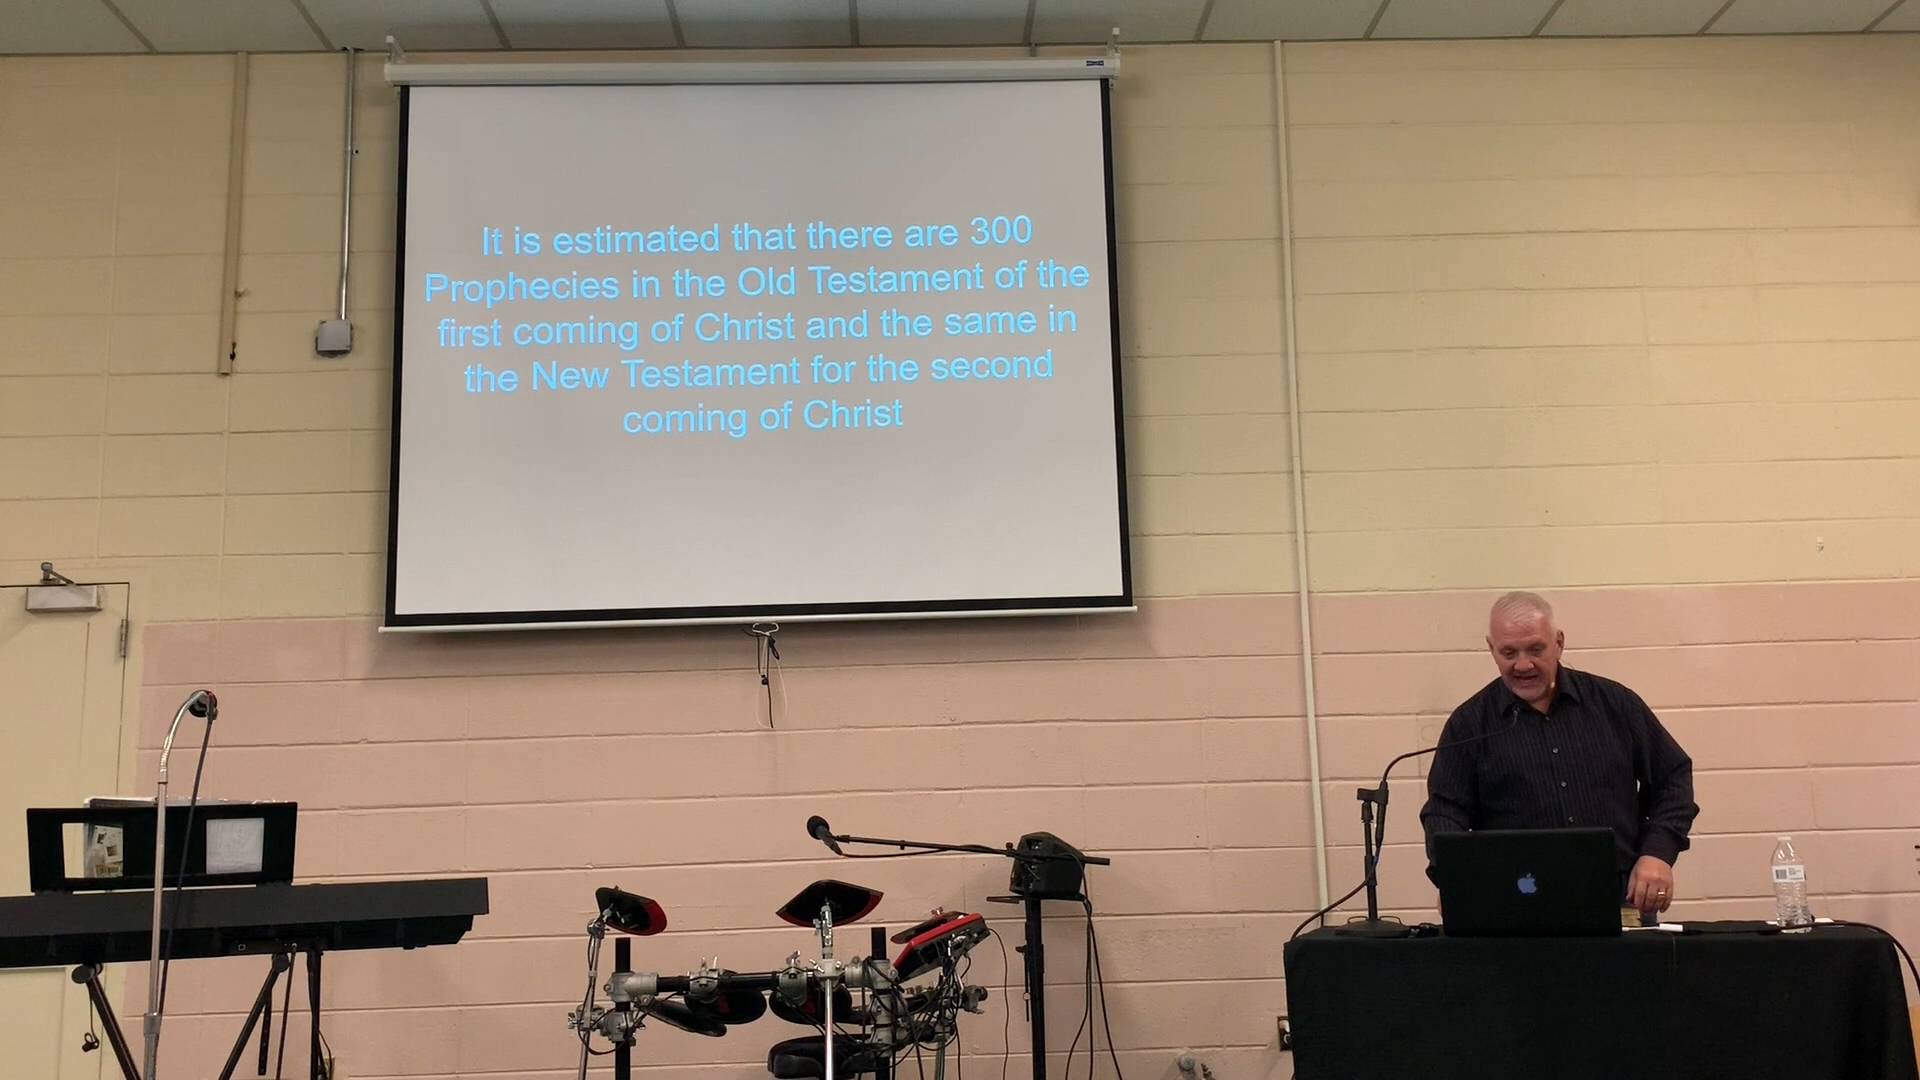 It is estimated that there are 300
Prophecies in the Old Testament of the
first coming of Christ and the same in
the New Testament for the second
coming of Christ